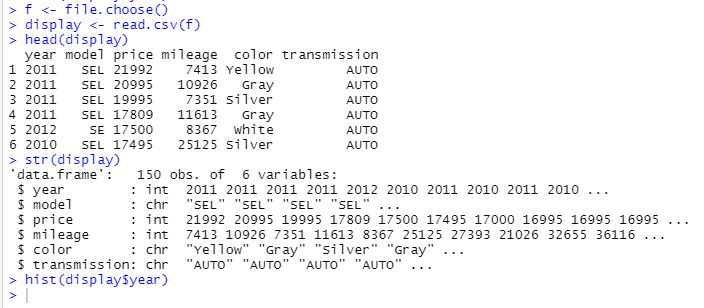 > f <- file.choose()
> display <- read.csv(f)
> head(display)
  year model price mileage  color transmission
1 2011   SEL 21992    7413 Yellow         AUTO
2 2011   SEL 20995   10926   Gray         AUTO
3 2011   SEL 19995    7351 Silver         AUTO
4 2011   SEL 17809   11613   Gray         AUTO
5 2012    SE 17500    8367  White         AUTO
6 2010   SEL 17495   25125 Silver         AUTO
> str(display)
'data.frame':   150 obs. of  6 variables:
 $ year        : int  2011 2011 2011 2011 2012 2010 2011 2010 2011 2010 ...
 $ model       : chr  "SEL" "SEL" "SEL" "SEL" ...
 $ price       : int  21992 20995 19995 17809 17500 17495 17000 16995 16995 16995 ...
 $ mileage     : int  7413 10926 7351 11613 8367 25125 27393 21026 32655 36116 ...
 $ color       : chr  "Yellow" "Gray" "Silver" "Gray" ...
 $ transmission: chr  "AUTO" "AUTO" "AUTO" "AUTO" ...
> hist(display$year)
>